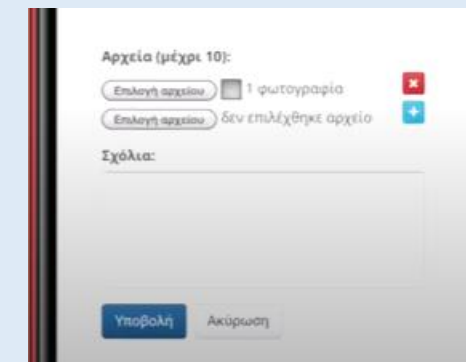 Αρχεία (μέχρι 10):
Επιλογή αρχείου 1 φωτογραφία
Επιλογή αρχείου δεν επιλέχθηκε αρχείο
Σχόλια:
Υποβολή Ακύρωση